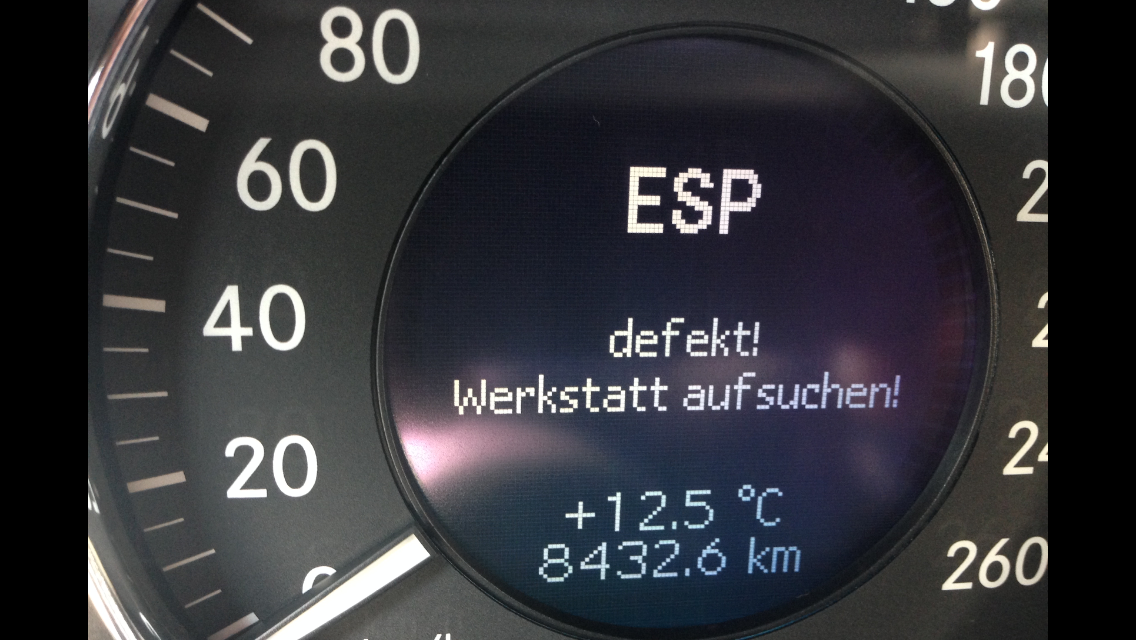 80
60
40
20
ESP
defekt!
Werkstatt aufsuchen!
+12.5 °C
8432.6 km
260